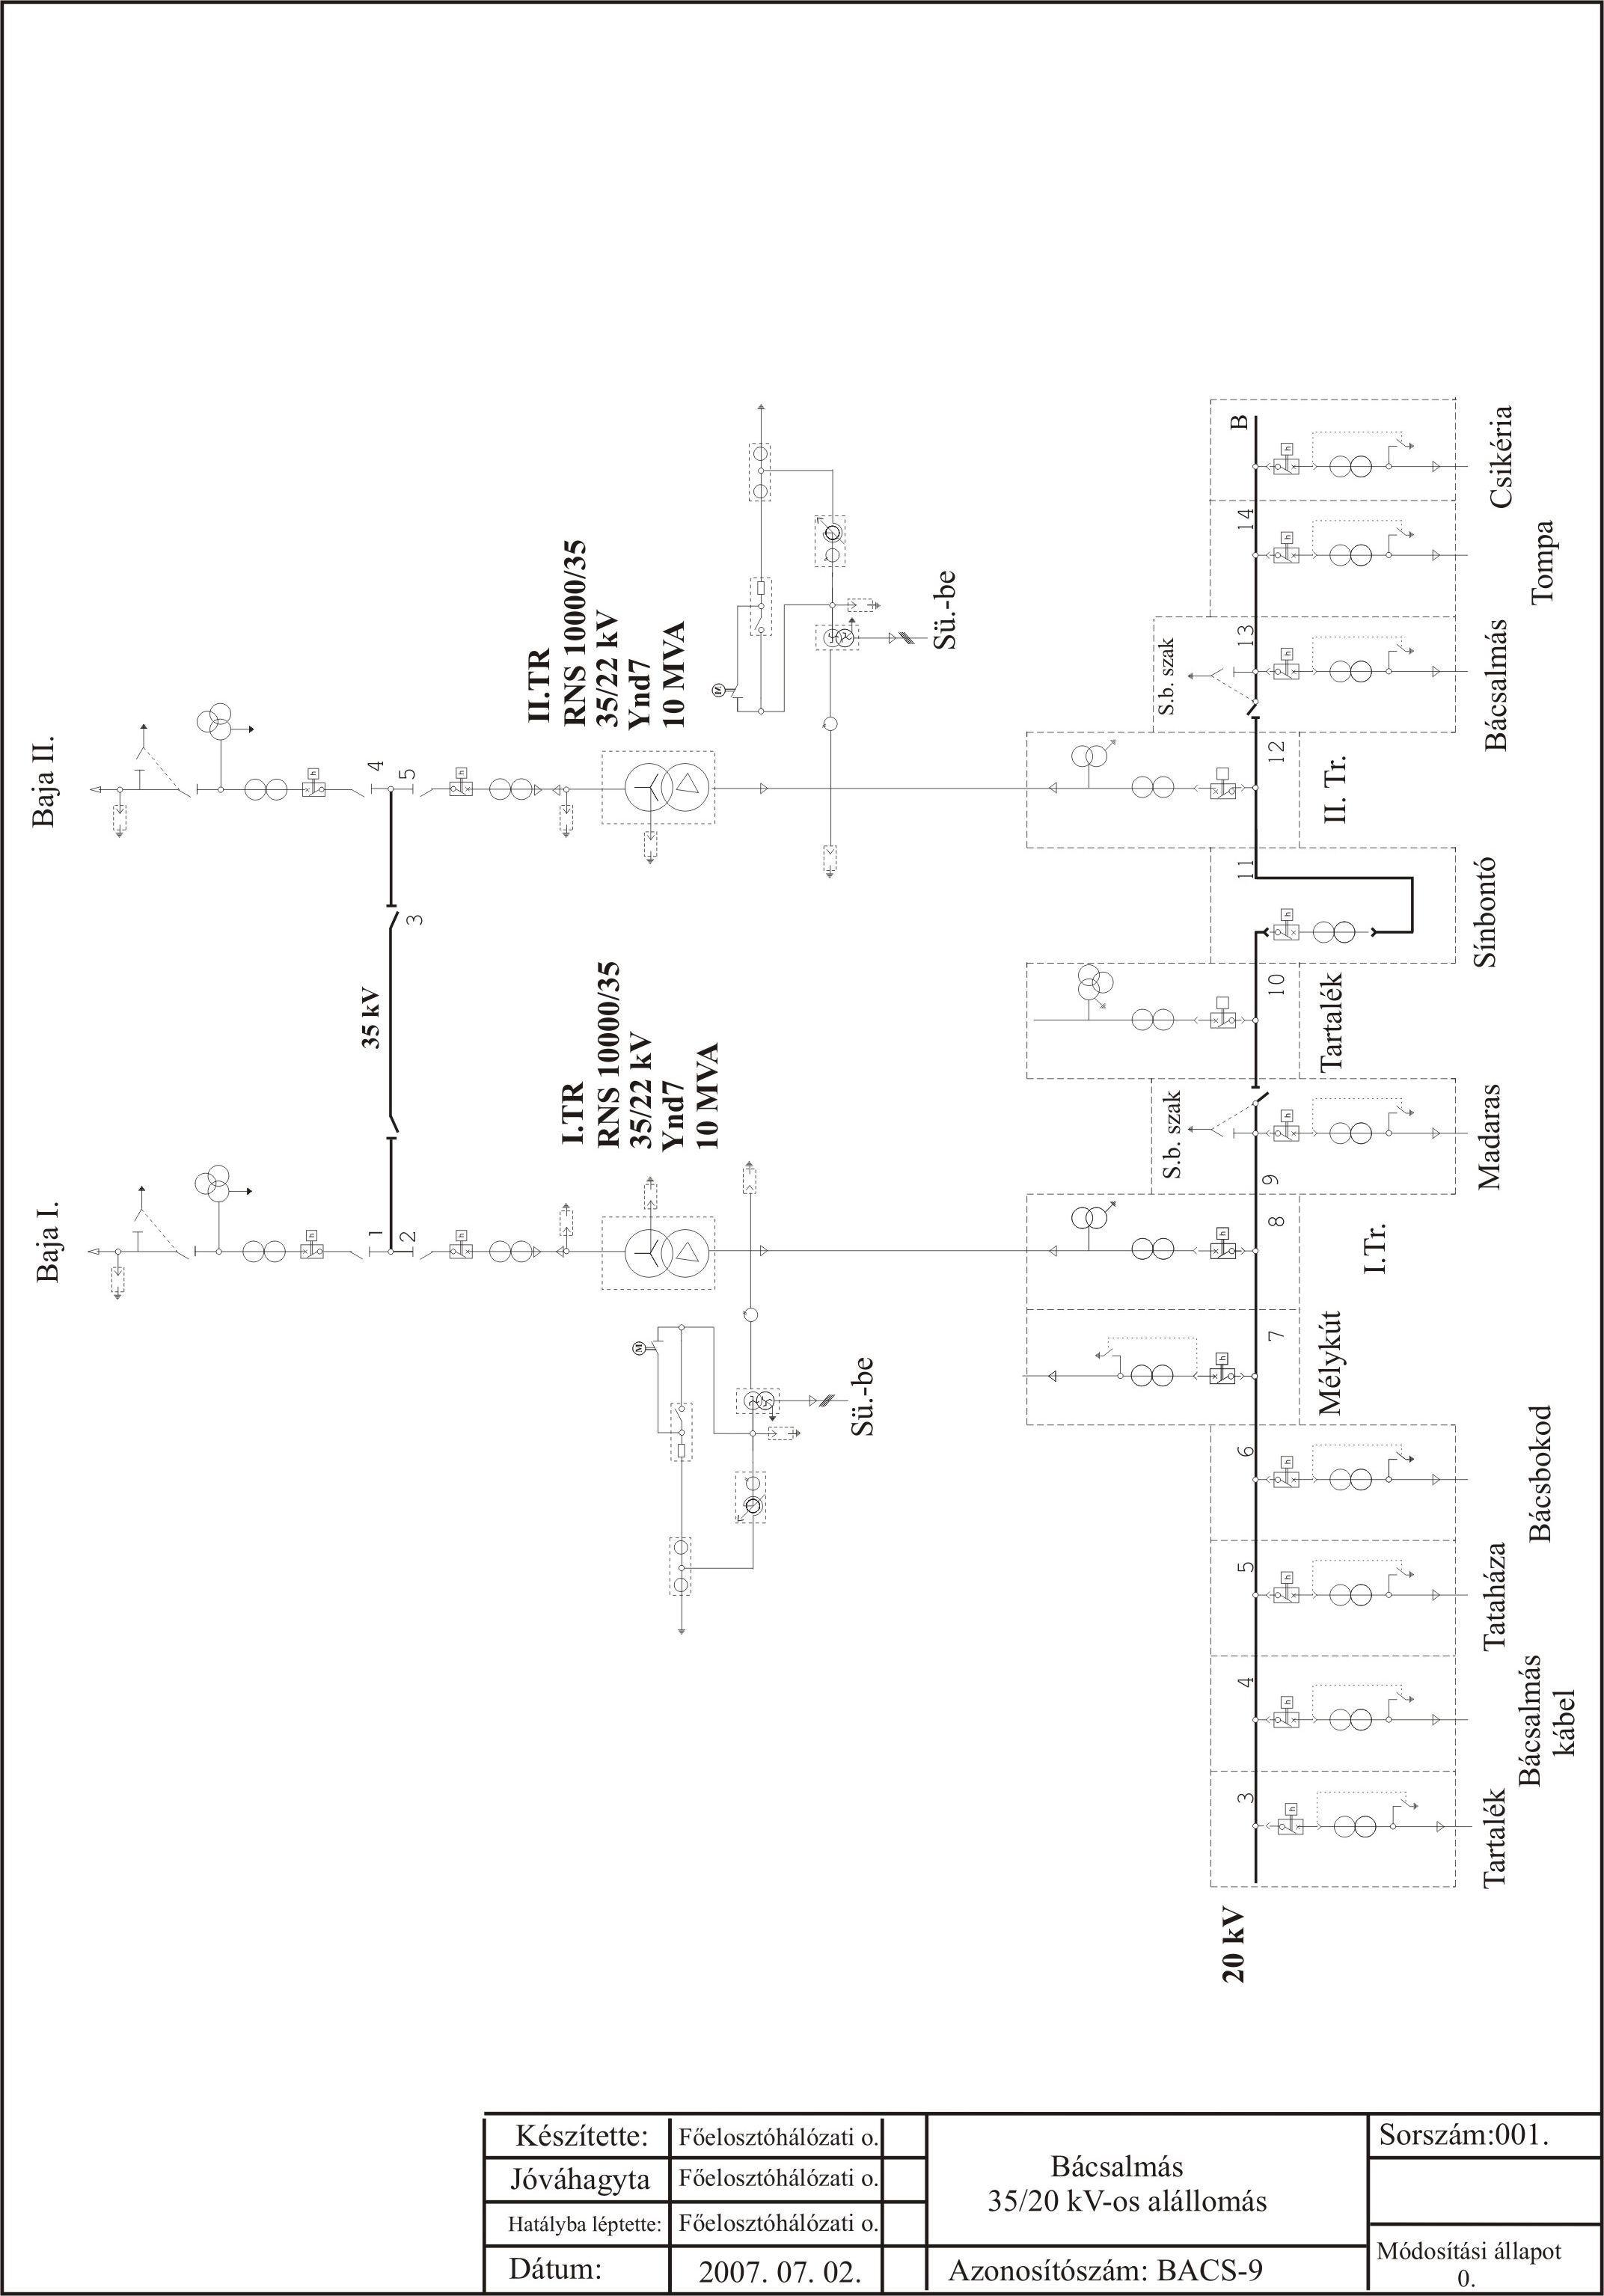 Baja I.
Baja II.
1
2
35 kV
3
4
5
h
h
h
h
I.TR
RNS 10000/35
35/22 kV
Ynd7
10 MVA
II.TR
RNS 10000/35
35/22 kV
Ynd7
10 MVA
M
M
Sü.-be
Sü.-be
20 kV
3
4
5
6
7
8
9
10
11
12
13
14
B
S.b. szak
S.b. szak
h
h
h
h
h
h
h
h
h
h
h
Tartalék
Bácsalmás
kábel
Tataháza
Bácsbokod
Mélykút
I.Tr.
Madaras
Tartalék
Sínbontó
II. Tr.
Bácsalmás
Tompa
Csikéria
Készítette: Főelosztóhálózati o.
Jóváhagyta Főelosztóhálózati o.
Hatályba léptette: Főelosztóhálózati o.
Dátum: 2007. 07. 02.
Bácsalmás
35/20 kV-os alállomás
Azonosítószám: BACS-9
Sorszám:001.
Módosítási állapot
0.